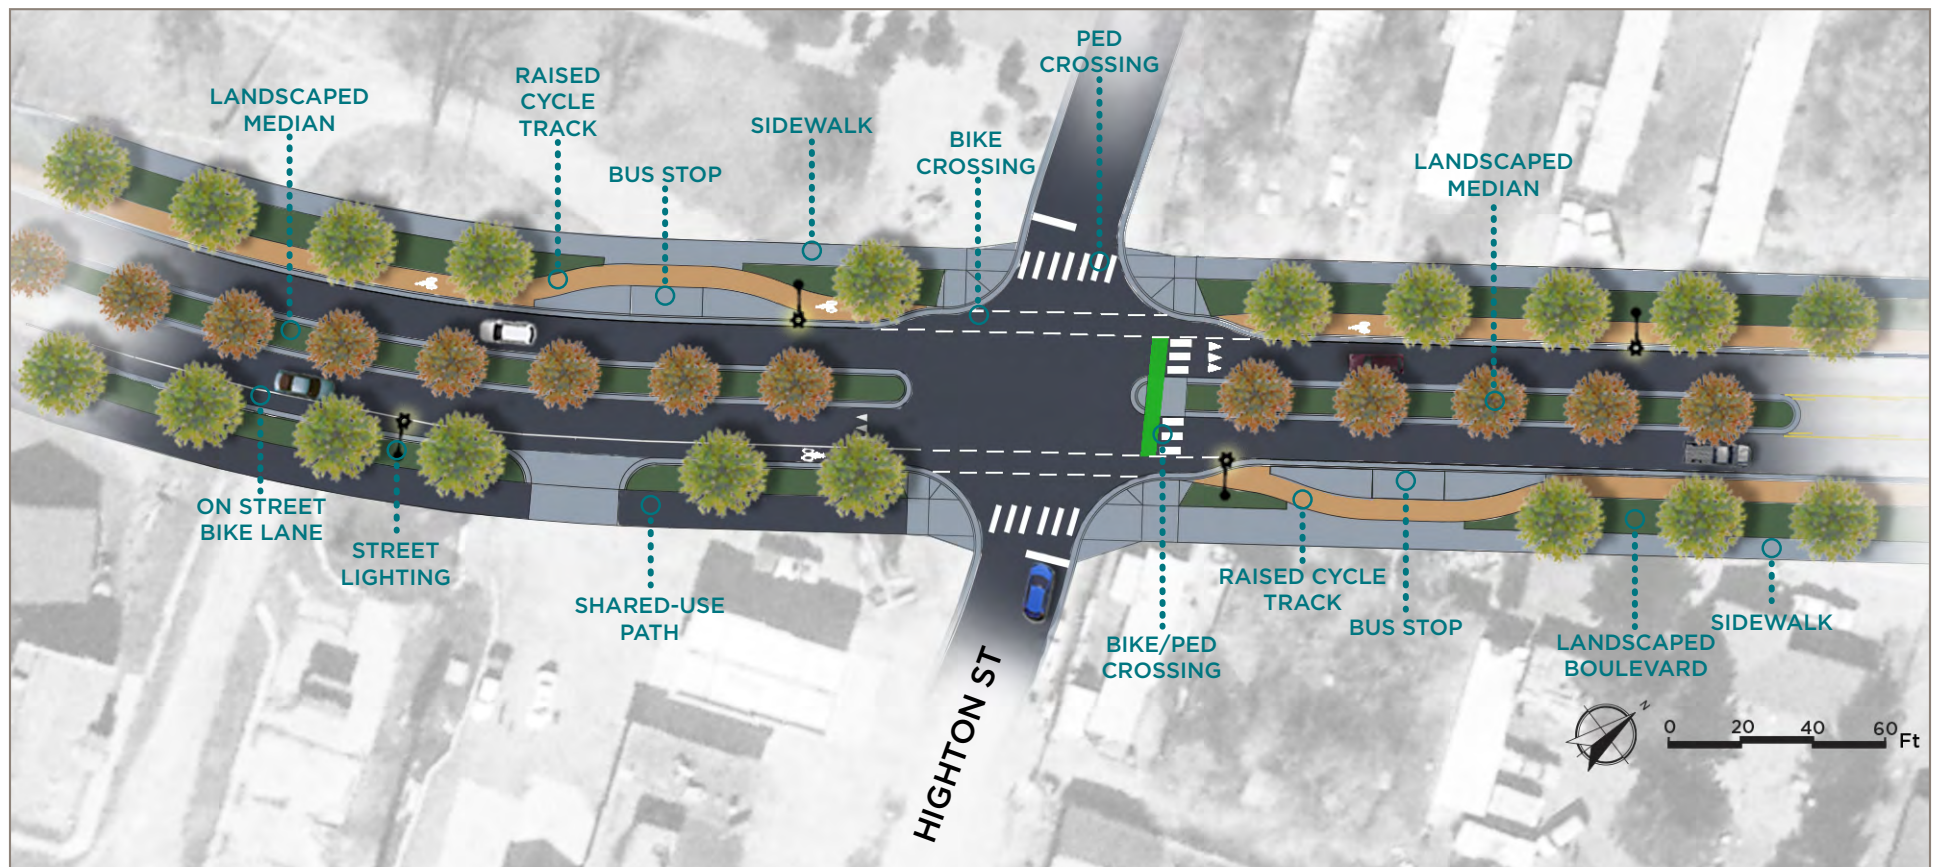 PED
CROSSING
RAISED
CYCLE
TRACK
LANDSCAPED
MEDIAN
SIDEWALK
BIKE
CROSSING
BUS STOP
LANDSCAPED
MEDIAN
ON STREET
BIKE LANE
STREET
LIGHTING
SHARED-USE
PATH
HIGHTON ST
BIKE/PED
CROSSING
RAISED CYCLE
TRACK
BUS STOP
LANDSCAPED
BOULEVARD
SIDEWALK
N
0 20 40 60 Ft